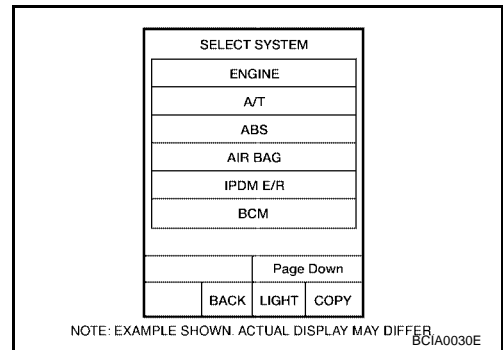 SELECT SYSTEM
ENGINE
A/T
ABS
AIR BAG
IPDM E/R
BCM
Page Down
BACK LIGHT COPY
NOTE: EXAMPLE SHOWN. ACTUAL DISPLAY MAY DIFFER.
BCIA0030E